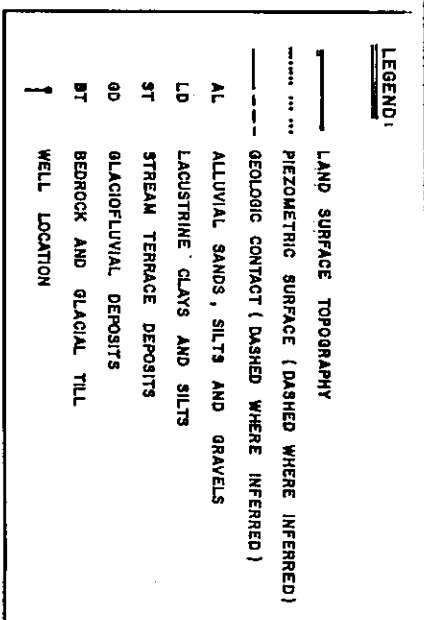 LEGEND:
LAND SURFACE TOPOGRAPHY
PIEZOMETRIC SURFACE (DASHED WHERE INFERRED)
GEOLOGIC CONTACT (DASHED WHERE INFERRED)
AL ALLUVIAL SANDS, SILTS AND GRAVELS
LD LACUSTRINE CLAYS AND SILTS
ST STREAM TERRACE DEPOSITS
GD GLACIOFLUVIAL DEPOSITS
BT BEDROCK AND GLACIAL TILL
WELL LOCATION